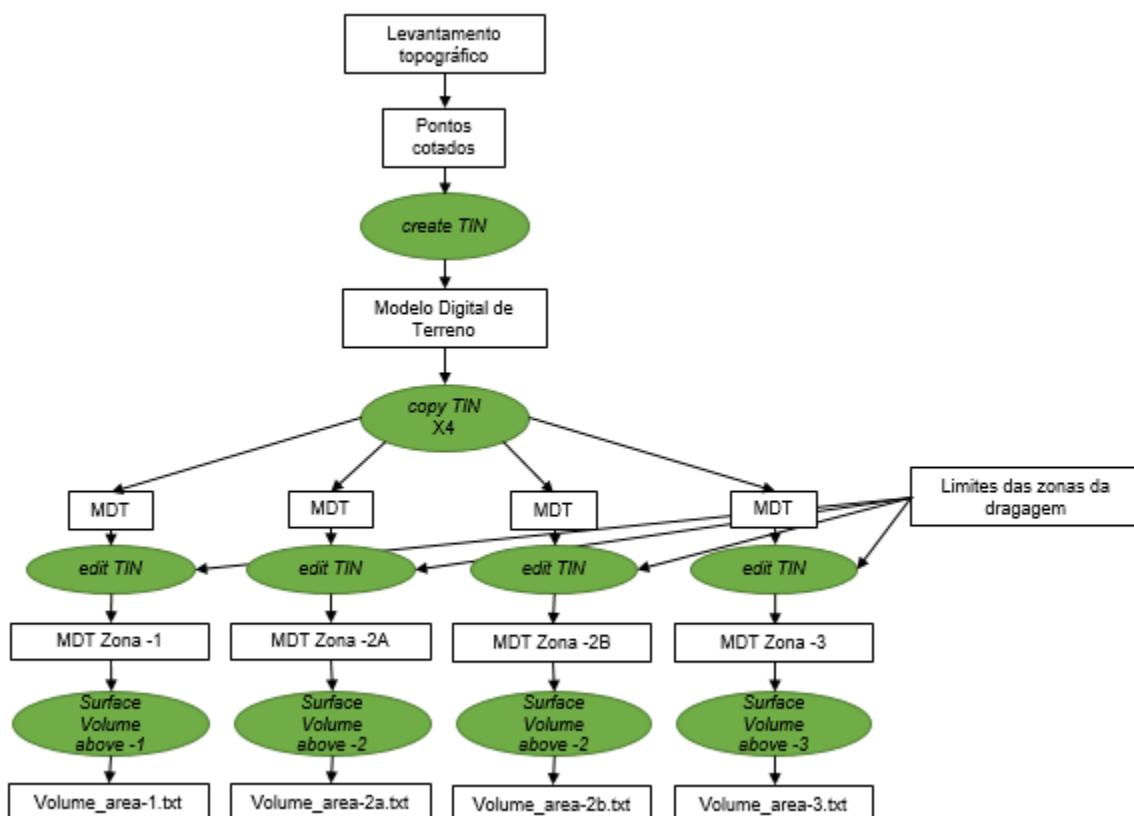 Levantamento
topográfico
Pontos
cotados
create TIN
Modelo Digital de
Terreno
copy TIN
X4
MDT
MDT
MDT
MDT
Limites das zonas da
dragagem
edit TIN
edit TIN
edit TIN
edit TIN
MDT Zona -1
MDT Zona -2A
MDT Zona -2B
MDT Zona -3
Surface
Volume
above -1
Surface
Volume
above -2
Surface
Volume
above -2
Surface
Volume
above -3
Volume_area-1.txt
Volume_area-2a.txt
Volume_area-2b.txt
Volume_area-3.txt